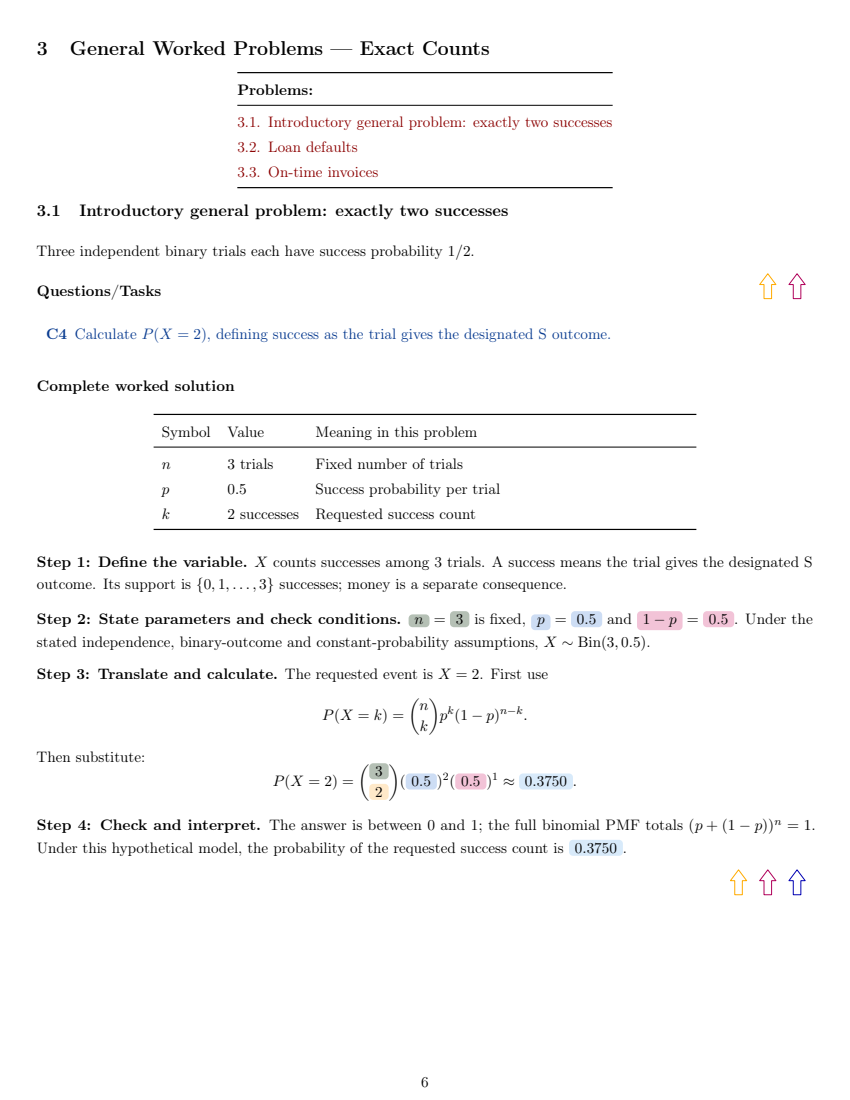 3 General Worked Problems — Exact Counts
Problems:
3.1. Introductory general problem: exactly two successes
3.2. Loan defaults
3.3. On-time invoices
3.1 Introductory general problem: exactly two successes
Three independent binary trials each have success probability 1/2.
Questions/Tasks
C4 Calculate P(X = 2), defining success as the trial gives the designated S outcome.
Complete worked solution
Symbol Value Meaning in this problem
n 3 trials Fixed number of trials
p 0.5 Success probability per trial
k 2 successes Requested success count
Step 1: Define the variable. X counts successes among 3 trials. A success means the trial gives the designated S
outcome. Its support is {0, 1, . . . , 3} successes; money is a separate consequence.
Step 2: State parameters and check conditions. n = 3 is fixed, p = 0.5 and 1 − p = 0.5 . Under the
stated independence, binary-outcome and constant-probability assumptions, X ∼ Bin(3, 0.5).
Step 3: Translate and calculate. The requested event is X = 2. First use
P(X = k) = (n k) p^k (1 − p)^{n−k}.
Then substitute:
P(X = 2) = (3 2) ( 0.5 )^2 ( 0.5 )^1 ≈ 0.3750 .
Step 4: Check and interpret. The answer is between 0 and 1; the full binomial PMF totals (p + (1 − p))^n = 1.
Under this hypothetical model, the probability of the requested success count is 0.3750 .
6